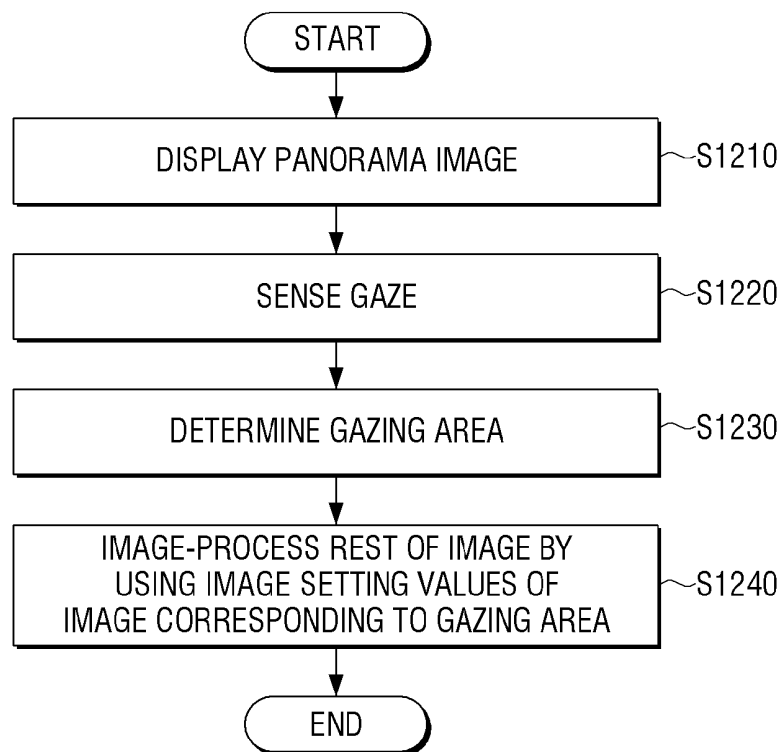 START
DISPLAY PANORAMA IMAGE
S1210
SENSE GAZE
S1220
DETERMINE GAZING AREA
S1230
IMAGE-PROCESS REST OF IMAGE BY
USING IMAGE SETTING VALUES OF
IMAGE CORRESPONDING TO GAZING AREA
S1240
END